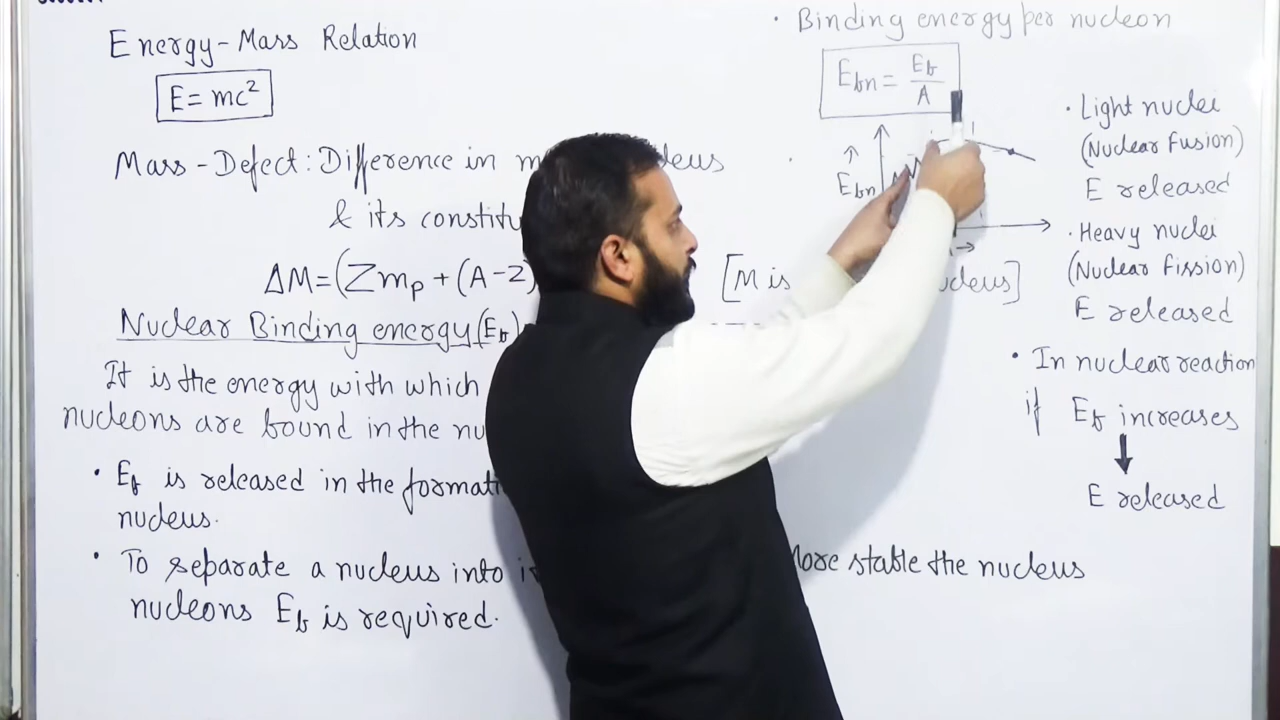 Energy-Mass Relation
E=mc²
Mass-Defect: Difference in
& its
ΔM=(Zmp+(A-Z)
[M is
Nuclear Binding energy(Eb)
It is the energy with which
nucleons are bound in the
• Eb is released in the
nucleus.
• To separate a nucleus into
nucleons Eb is required.
More stable the nucleus
• Binding energy per nucleon
Ebn = Eb/A
Ebn
• Light nuclei
(Nuclear Fusion)
E released
• Heavy nuclei
(Nuclear Fission)
E released
• In nuclear reaction
if Eb increases
E released